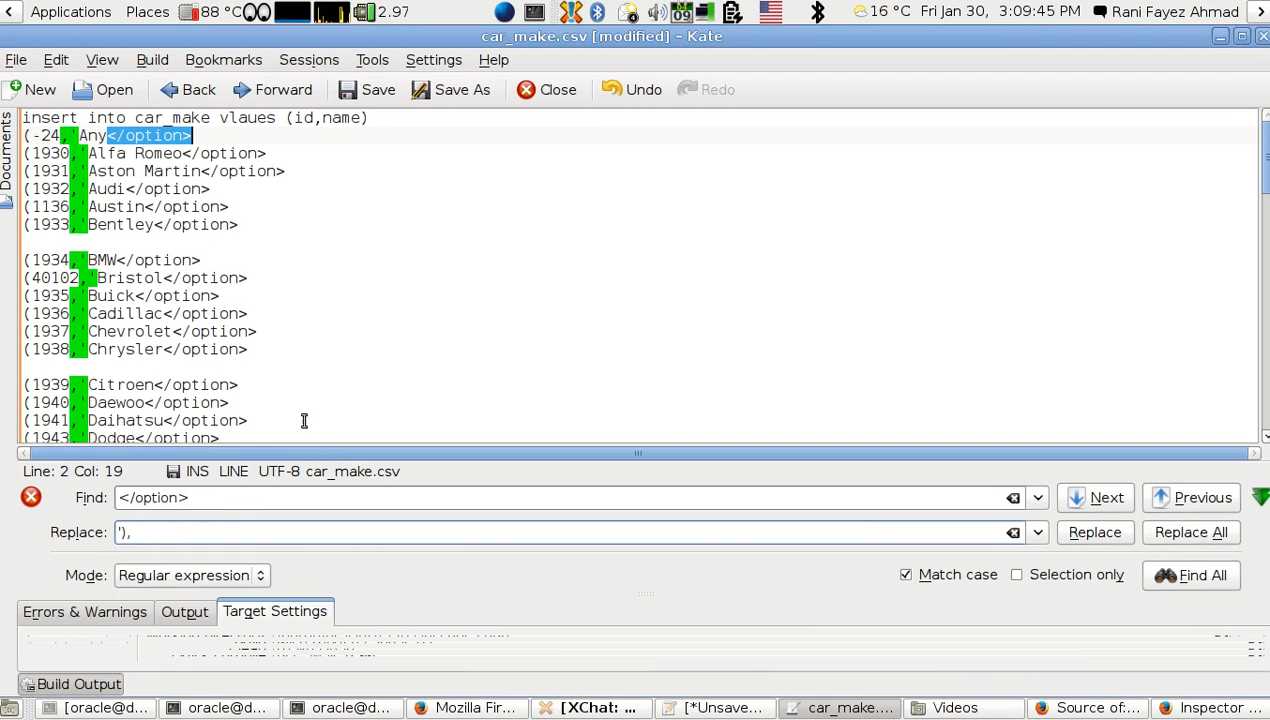 Applications Places 88 °C 2.97 09 16 °C Fri Jan 30, 3:09:45 PM Rani Fayez Ahmad
car_make.csv [modified] – Kate
File Edit View Build Bookmarks Sessions Tools Settings Help
New Open Back Forward Save Save As Close Undo Redo
Documents
insert into car_make vlaues (id,name)
(-24,'Any</option>
(1930,'Alfa Romeo</option>
(1931,'Aston Martin</option>
(1932,'Audi</option>
(1136,'Austin</option>
(1933,'Bentley</option>
(1934,'BMW</option>
(40102,'Bristol</option>
(1935,'Buick</option>
(1936,'Cadillac</option>
(1937,'Chevrolet</option>
(1938,'Chrysler</option>
(1939,'Citroen</option>
(1940,'Daewoo</option>
(1941,'Daihatsu</option>
(1943,'Dodge</option>
Line: 2 Col: 19 INS LINE UTF-8 car_make.csv
Find: </option> Next Previous
Replace: '), Replace Replace All
Mode: Regular expression Match case Selection only Find All
Errors & Warnings Output Target Settings
Build Output
[oracle@d... oracle@d... oracle@d... Mozilla Fir... [XChat: ... [*Unsave... car_make.... Videos Source of:... Inspector ...